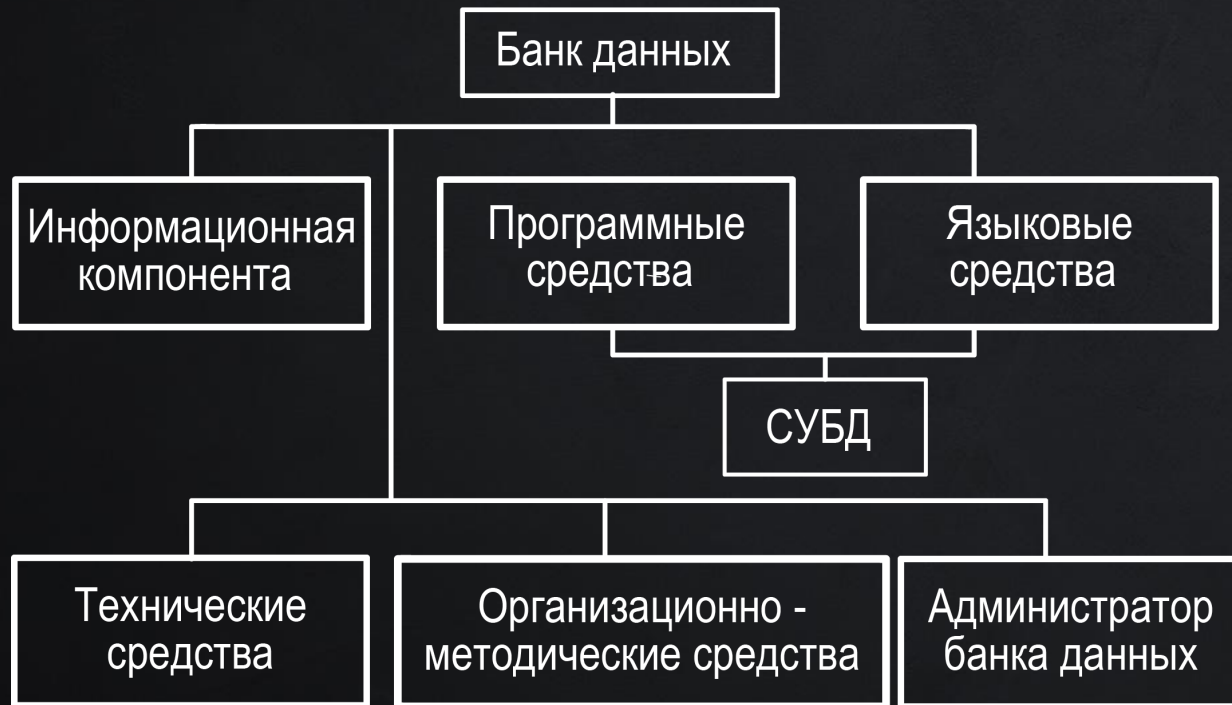 Банк данных
Информационная
компонента
Программные
средства
Языковые
средства
СУБД
Технические
средства
Организационно -
методические средства
Администратор
банка данных